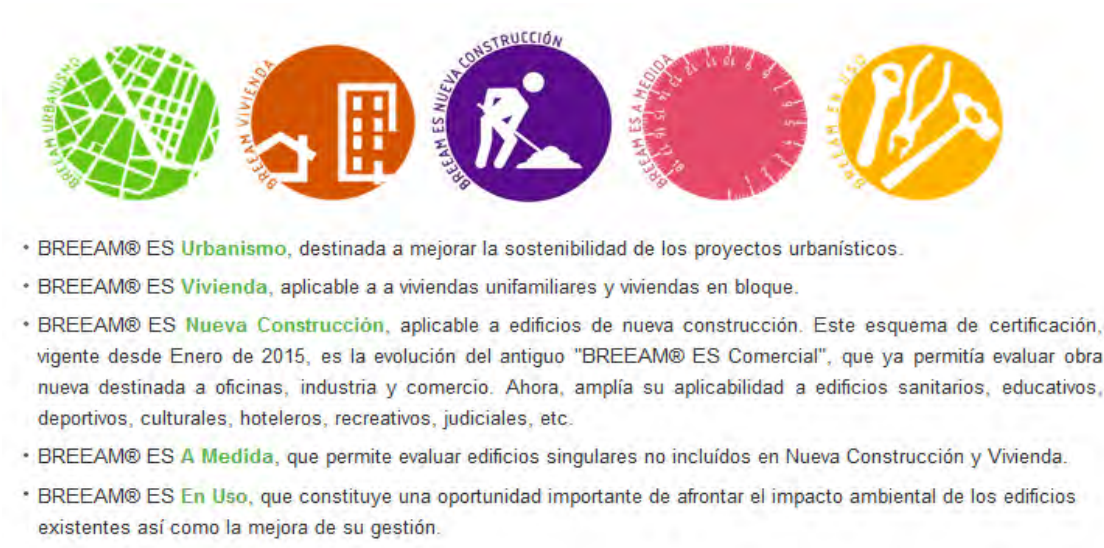 BREEAM URBANISMO
BREEAM VIVIENDA
BREEAM ES NUEVA CONSTRUCCIÓN
BREEAM ES A MEDIDA
BREEAM EN USO
• BREEAM® ES Urbanismo, destinada a mejorar la sostenibilidad de los proyectos urbanísticos.
• BREEAM® ES Vivienda, aplicable a a viviendas unifamiliares y viviendas en bloque.
• BREEAM® ES Nueva Construcción, aplicable a edificios de nueva construcción. Este esquema de certificación,
vigente desde Enero de 2015, es la evolución del antiguo "BREEAM® ES Comercial", que ya permitía evaluar obra
nueva destinada a oficinas, industria y comercio. Ahora, amplía su aplicabilidad a edificios sanitarios, educativos,
deportivos, culturales, hoteleros, recreativos, judiciales, etc.
• BREEAM® ES A Medida, que permite evaluar edificios singulares no incluídos en Nueva Construcción y Vivienda.
• BREEAM® ES En Uso, que constituye una oportunidad importante de afrontar el impacto ambiental de los edificios
existentes así como la mejora de su gestión.